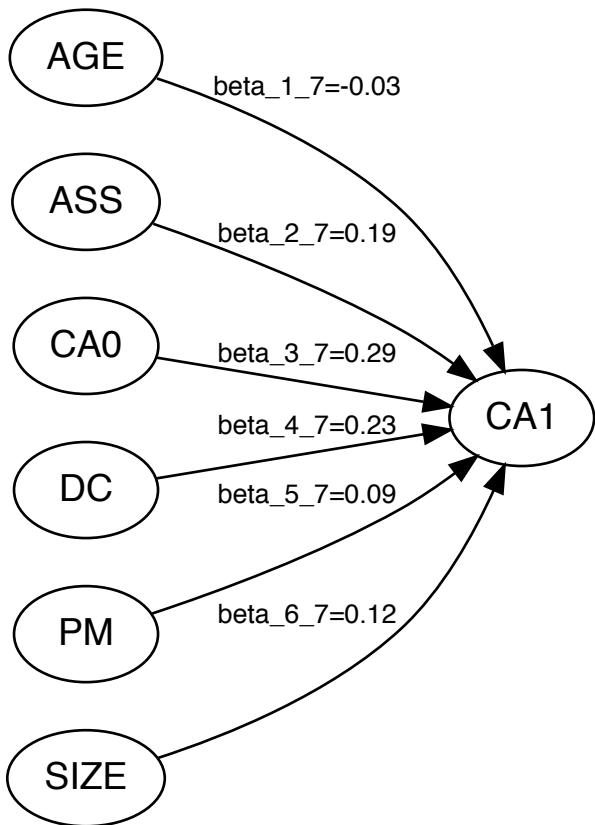 AGE
beta_1_7=-0.03
ASS
beta_2_7=0.19
CA0
beta_3_7=0.29
CA1
beta_4_7=0.23
DC
beta_5_7=0.09
PM
beta_6_7=0.12
SIZE